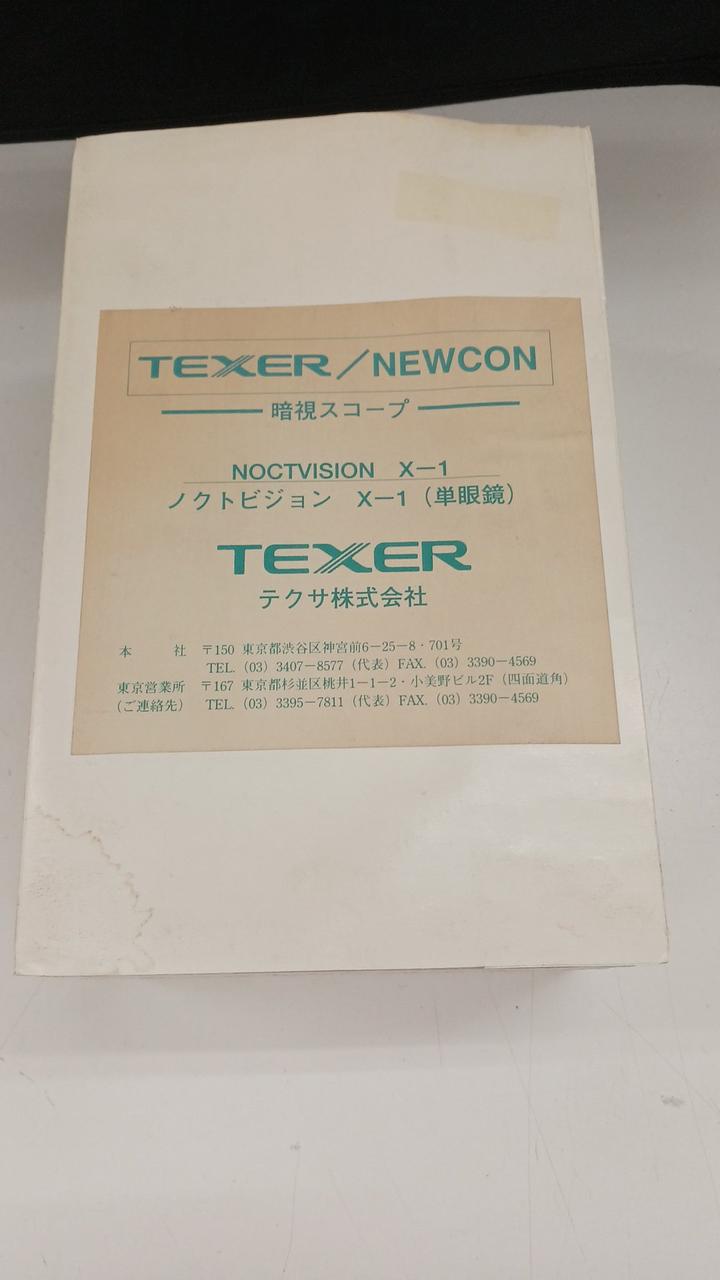 TEXER／NEWCON
暗視スコープ
NOCTVISION X－1
ノクトビジョン X－1（単眼鏡）
TEXER
テクサ株式会社
本 社 〒150 東京都渋谷区神宮前6－25－8・701号
TEL.（03）3407－8577（代表）FAX.（03）3390－4569
東京営業所 〒167 東京都杉並区桃井1－1－2・小美野ビル2F（四面道角）
（ご連絡先） TEL.（03）3395－7811（代表）FAX.（03）3390－4569